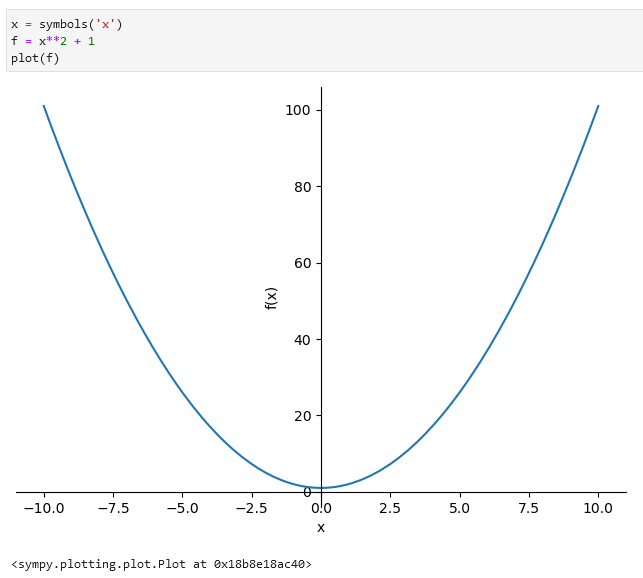 x = symbols('x')
f = x**2 + 1
plot(f)
100
80
60
f(x)
40
20
0
−10.0 −7.5 −5.0 −2.5 0.0 2.5 5.0 7.5 10.0
x
<sympy.plotting.plot.Plot at 0x18b8e18ac40>